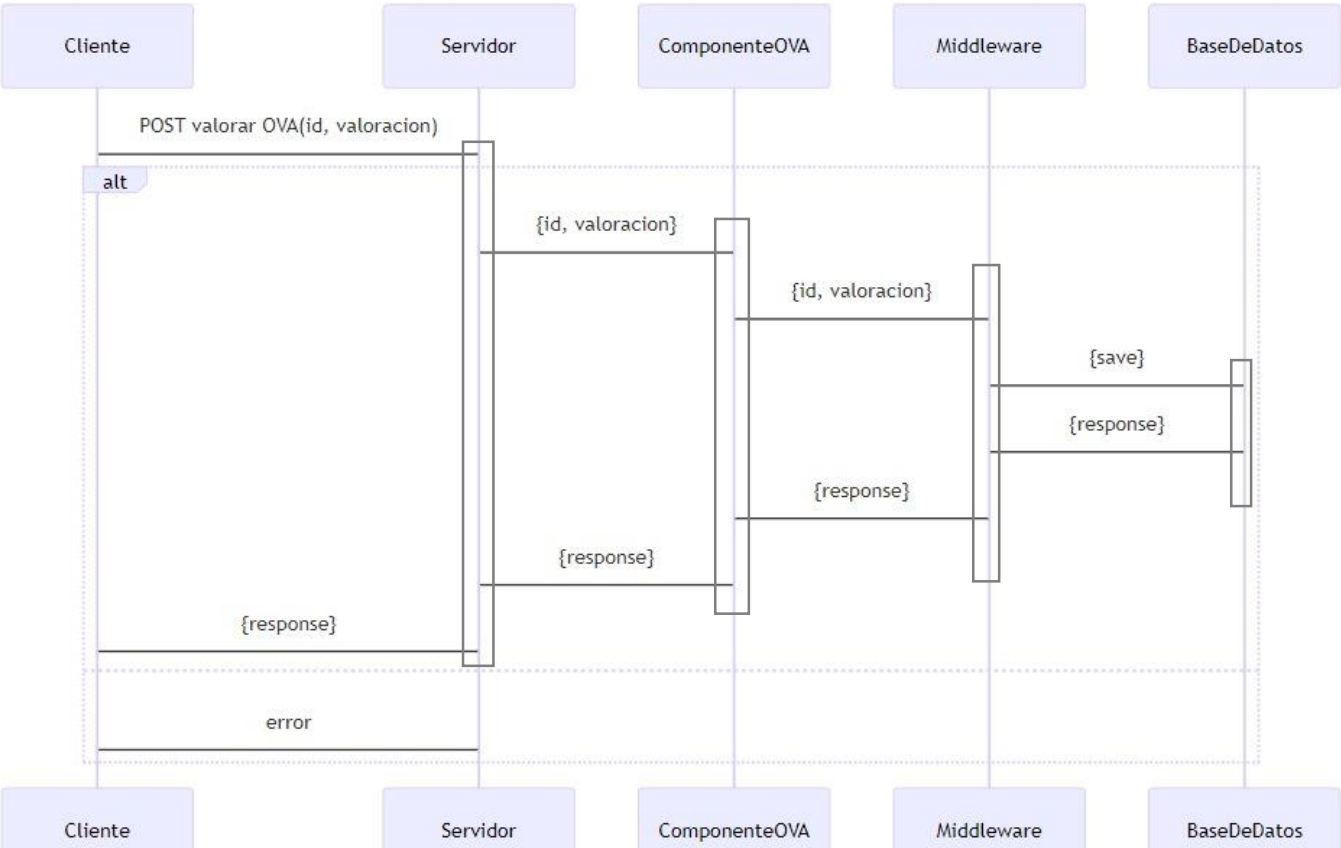 Cliente
Servidor
ComponenteOVA
Middleware
BaseDeDatos
POST valorar OVA(id, valoracion)
alt
{id, valoracion}
{id, valoracion}
{save}
{response}
{response}
{response}
{response}
error
Cliente
Servidor
ComponenteOVA
Middleware
BaseDeDatos